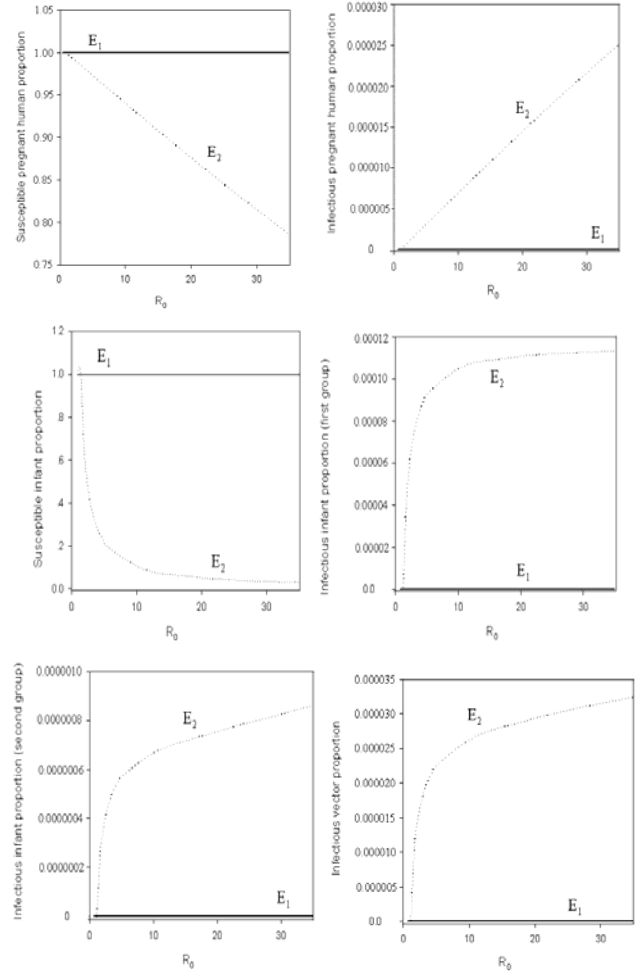 Susceptible pregnant human proportion
1.05
1.00
0.95
0.90
0.85
0.80
0.75
E1
E2
0 10 20 30
R0
Infectious pregnant human proportion
0.000025
0.000020
0.000015
0.000010
0.000005
0
E2
E1
0 10 20 30
R0
Susceptible infant proportion
1.2
1.0
.8
.6
.4
.2
0.0
E1
E2
0 10 20 30
R0
Infectious infant proportion (first group)
0.00012
0.00010
0.00008
0.00006
0.00004
0.00002
0.0
E2
E1
0 10 20 30
R0
Infectious infant proportion (second group)
0.0000010
0.0000008
0.0000006
0.0000004
0.0000002
0
E2
E1
0 10 20 30
R0
Infectious vector proportion
0.000035
0.000030
0.000025
0.000020
0.000015
0.000010
0.000005
0.0
E2
E1
0 10 20 30
R0